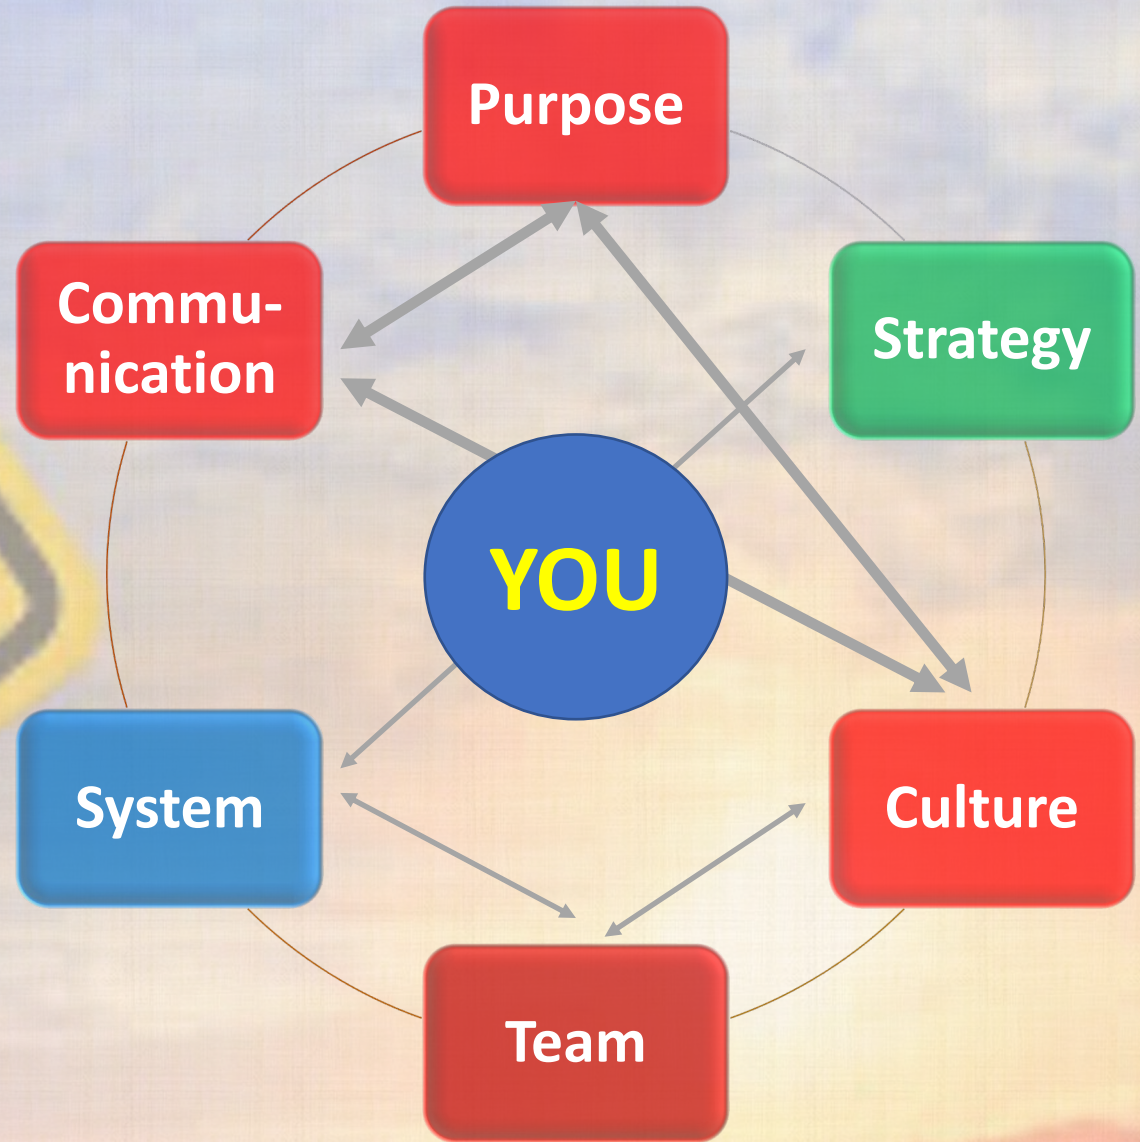 Purpose
Commu-
nication
Strategy
YOU
System
Culture
Team